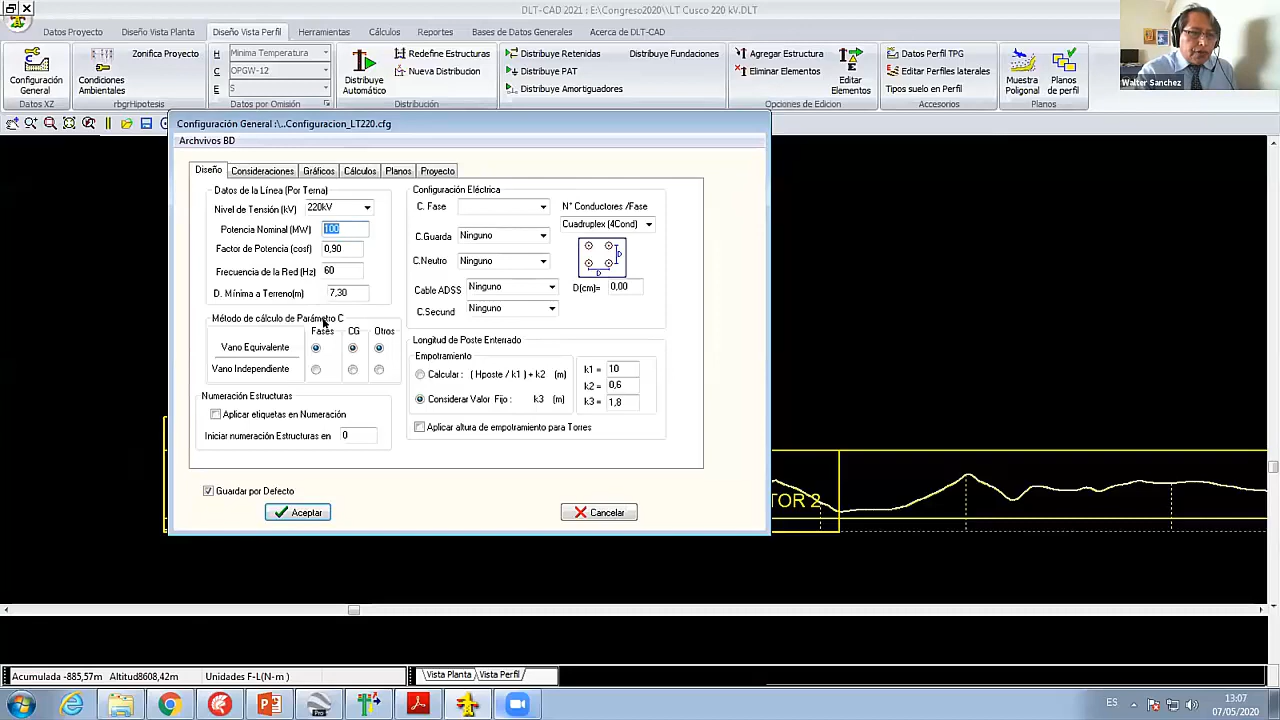 DLT-CAD 2021 : E:\Congreso2020\\LT Cusco 220 kV.DLT
Datos Proyecto
Diseño Vista Planta
Diseño Vista Perfil
Herramientas
Cálculos
Reportes
Bases de Datos Generales
Acerca de DLT-CAD
Configuración
General
Datos XZ
Zonifica Proyecto
Condiciones
Ambientales
rbgrHipotesis
H Minima Temperatura
C OPGW-12
E S
Datos por Omisión
Distribuye
Automático
Redefine Estructuras
Nueva Distribucion
Distribuye Retenidas
Distribuye Fundaciones
Distribuye PAT
Distribuye Amortiguadores
Distribución
Agregar Estructura
Eliminar Elementos
Editar
Elementos
Opciones de Edicion
Datos Perfil TPG
Editar Perfiles laterales
Tipos suelo en Perfil
Accesorios
Muestra
Poligonal
Planos
de perfil
Planos
Walter Sanchez
Configuración General :\..Configuracion_LT220.cfg
Archvivos BD
Diseño
Consideraciones
Gráficos
Cálculos
Planos
Proyecto
Datos de la Línea (Por Terna)
Nivel de Tensión (kV) 220kV
Potencia Nominal (MW) 100
Factor de Potencia (cosf) 0,90
Frecuencia de la Red (Hz) 60
D. Mínima a Terreno(m) 7,30
Método de cálculo de Parámetro C
Fases CG Otros
Vano Equivalente
Vano Independiente
Numeración Estructuras
Aplicar etiquetas en Numeración
Iniciar numeración Estructuras en 0
Configuración Eléctrica
C. Fase
N° Conductores /Fase
Cuadruplex (4Cond)
C.Guarda Ninguno
C.Neutro Ninguno
D
D
Cable ADSS Ninguno
D(cm)= 0,00
C.Secund Ninguno
Longitud de Poste Enterrado
Empotramiento
Calcular : ( Hposte / k1 ) + k2 (m)
Considerar Valor Fijo : k3 (m)
k1 = 10
k2 = 0,6
k3 = 1,8
Aplicar altura de empotramiento para Torres
Guardar por Defecto
Aceptar
Cancelar
TOR 2
Acumulada -885,57m Altitud8608,42m Unidades F-L(N-m )
Vista Planta
Vista Perfil
Pro
ES
13:07
07/05/2020